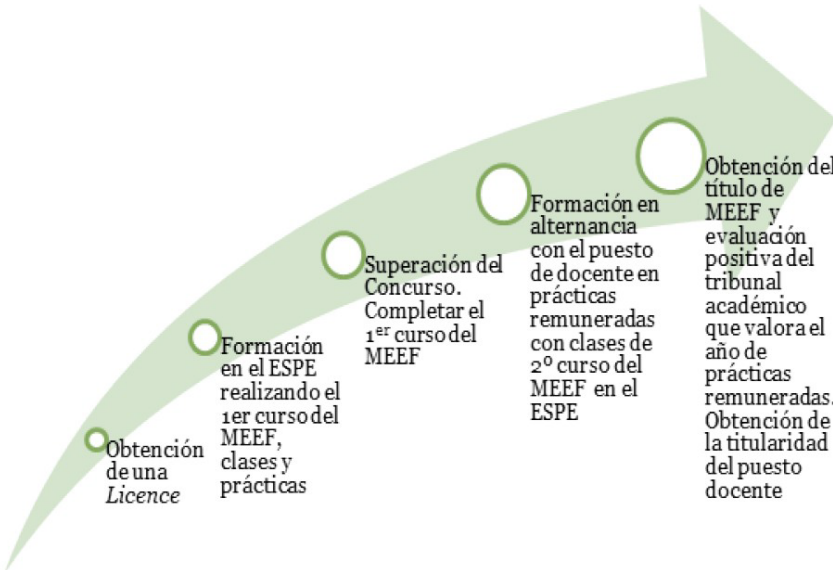 Obtención
de una
Licence
Formación
en el ESPE
realizando el
1er curso del
MEEF,
clases y
prácticas
Superación del
Concurso.
Completar el
1er curso del
MEEF
Formación en
alternancia
con el puesto
de docente en
prácticas
remuneradas
con clases de
2º curso del
MEEF en el
ESPE
Obtención del
título de
MEEF y
evaluación
positiva del
tribunal
académico
que valora el
año de
prácticas
remuneradas.
Obtención de
la titularidad
del puesto
docente